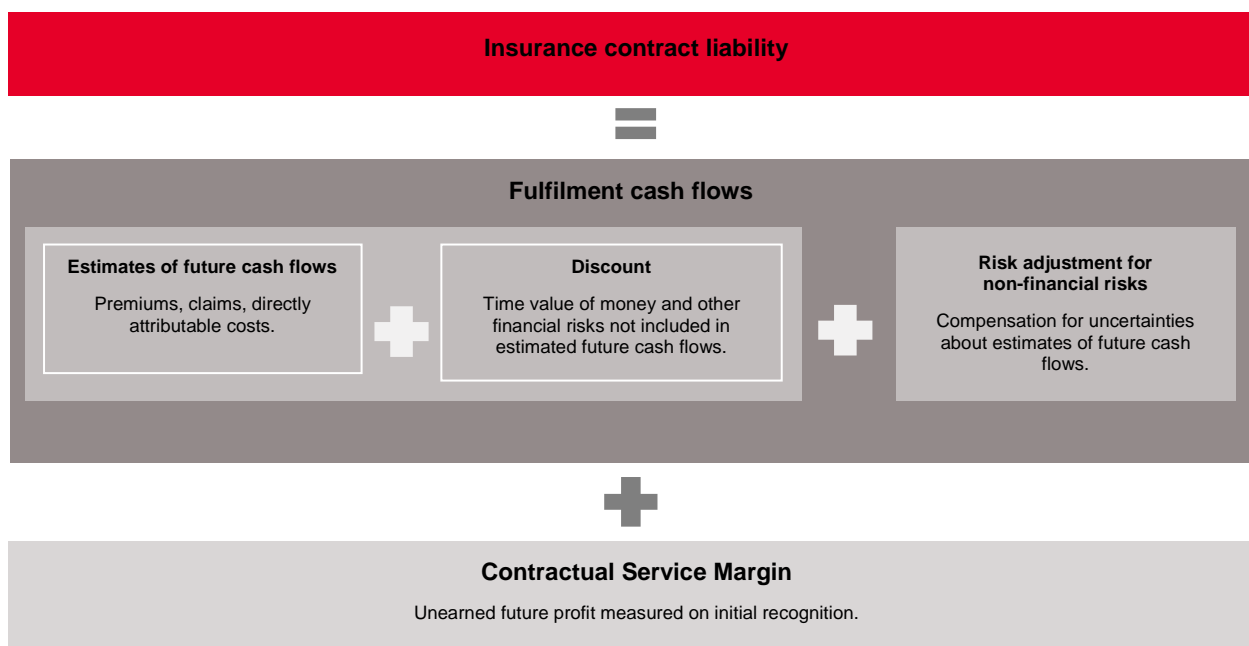 Insurance contract liability
Fulfilment cash flows
Estimates of future cash flows
Premiums, claims, directly
attributable costs.
Discount
Time value of money and other
financial risks not included in
estimated future cash flows.
Risk adjustment for
non-financial risks
Compensation for uncertainties
about estimates of future cash
flows.
Contractual Service Margin
Unearned future profit measured on initial recognition.